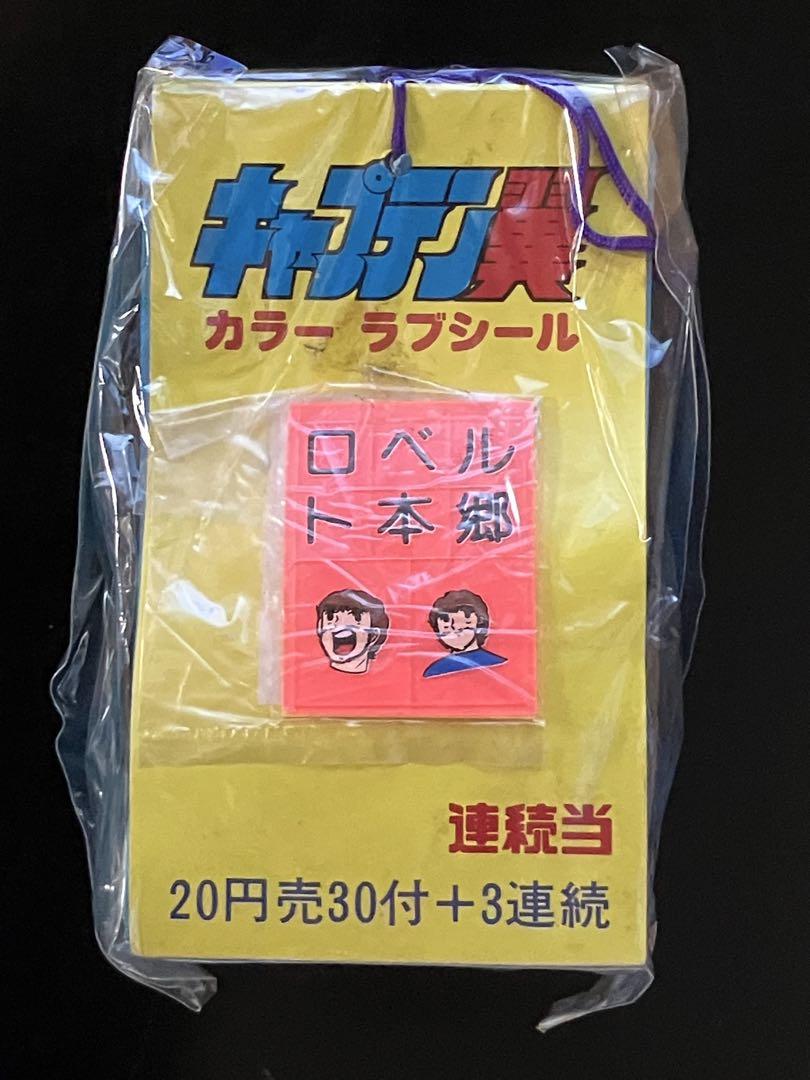 キャプテン翼
カラー ラブシール
ロベル
ト本郷
連続当
20円売30付+3連続